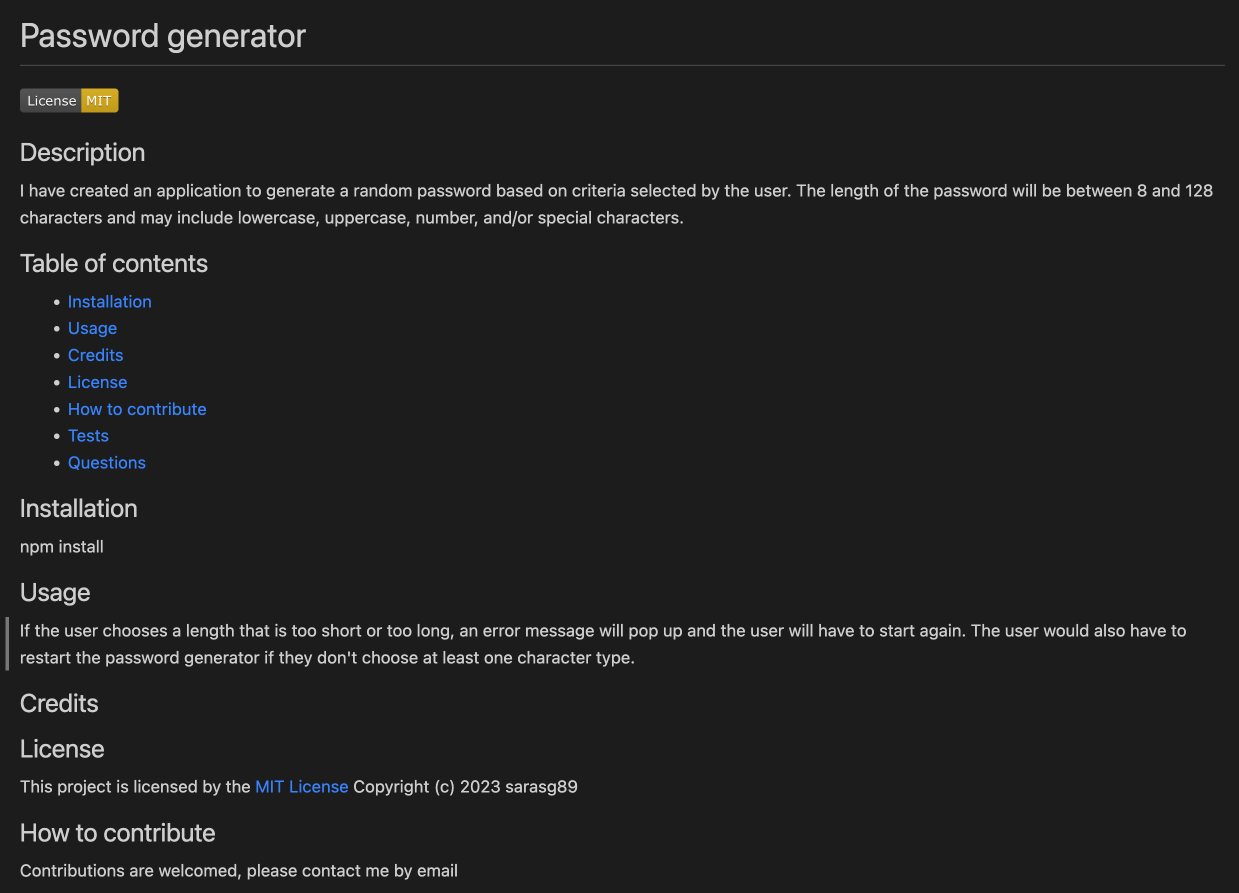 Password generator
License MIT
Description
I have created an application to generate a random password based on criteria selected by the user. The length of the password will be between 8 and 128
characters and may include lowercase, uppercase, number, and/or special characters.
Table of contents
Installation
Usage
Credits
License
How to contribute
Tests
Questions
Installation
npm install
Usage
If the user chooses a length that is too short or too long, an error message will pop up and the user will have to start again. The user would also have to
restart the password generator if they don't choose at least one character type.
Credits
License
This project is licensed by the MIT License Copyright (c) 2023 sarasg89
How to contribute
Contributions are welcomed, please contact me by email